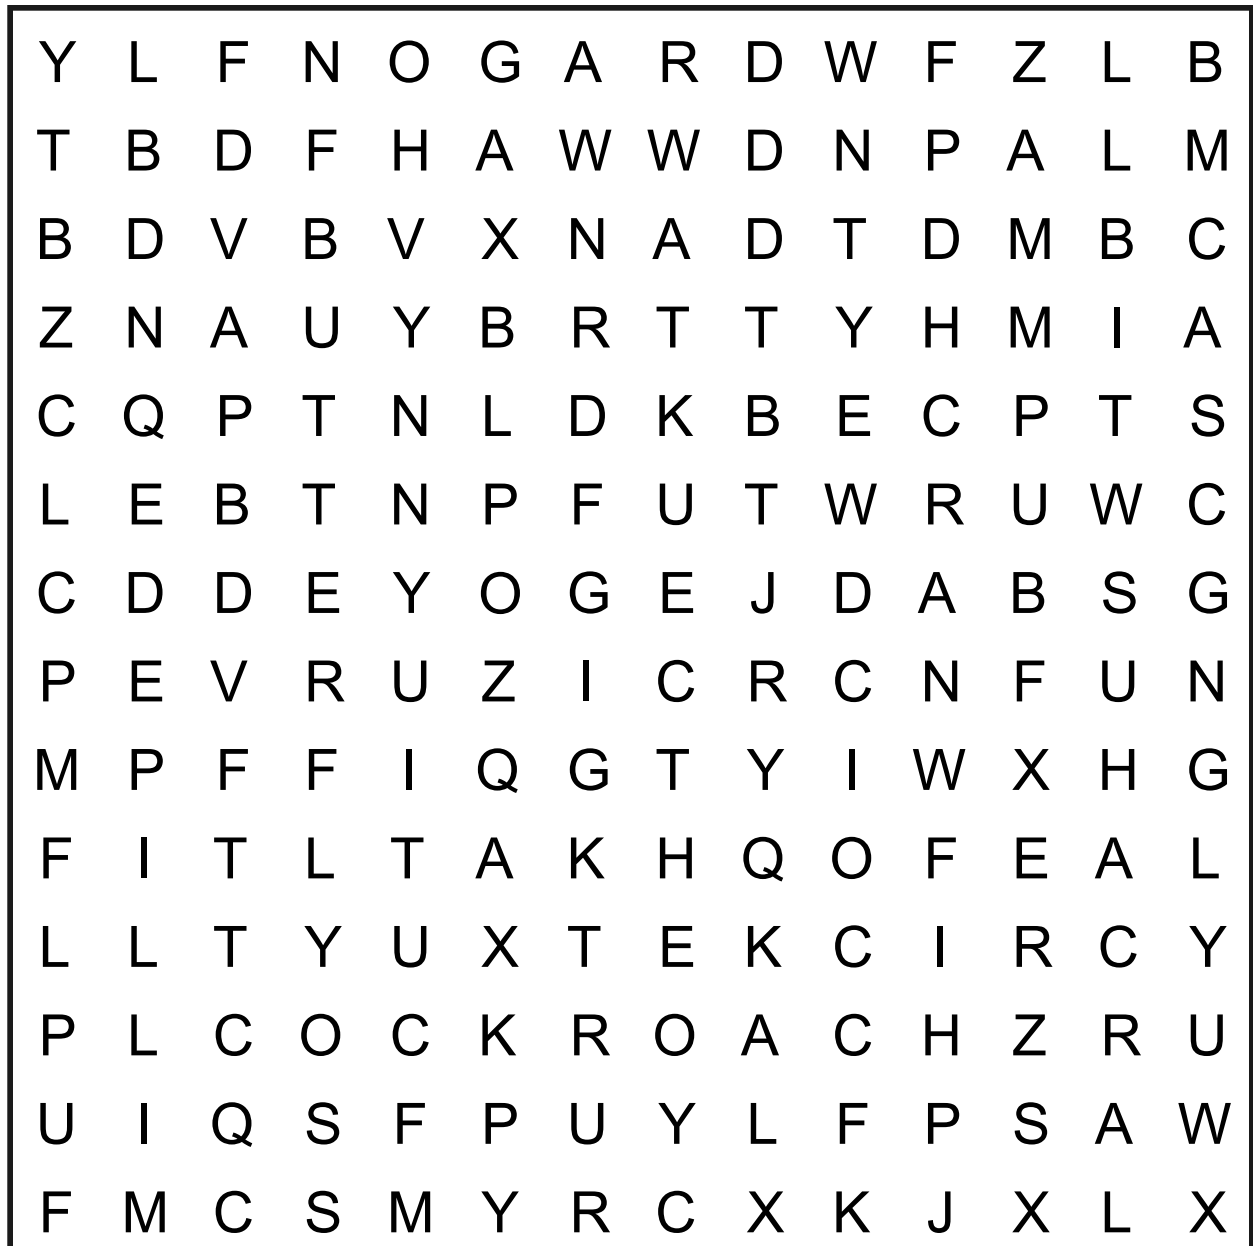 Y L F N O G A R D W F Z L B
T B D F H A W W D N P A L M
B D V B V X N A D T D M B C
Z N A U Y B R T T Y H M I A
C Q P T N L D K B E C P T S
L E B T N P F U T W R U W C
C D D E Y O G E J D A B S G
P E V R U Z I C R C N F U N
M P F F I Q G T Y I W X H G
F I T L T A K H Q O F E A L
L L T Y U X T E K C I R C Y
P L C O C K R O A C H Z R U
U I Q S F P U Y L F P S A W
F M C S M Y R C X K J X L X